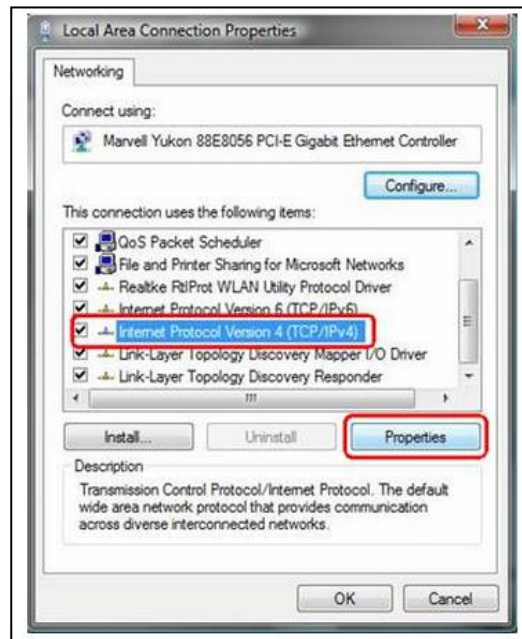 Local Area Connection Properties
Networking
Connect using:
Marvell Yukon 88E8056 PCI-E Gigabit Ethernet Controller
Configure...
This connection uses the following items:
QoS Packet Scheduler
File and Printer Sharing for Microsoft Networks
Realtke RtlProt WLAN Utility Protocol Driver
Internet Protocol Version 6 (TCP/IPv6)
Internet Protocol Version 4 (TCP/IPv4)
Link-Layer Topology Discovery Mapper I/O Driver
Link-Layer Topology Discovery Responder
Install... Uninstall Properties
Description
Transmission Control Protocol/Internet Protocol. The default
wide area network protocol that provides communication
across diverse interconnected networks.
OK Cancel